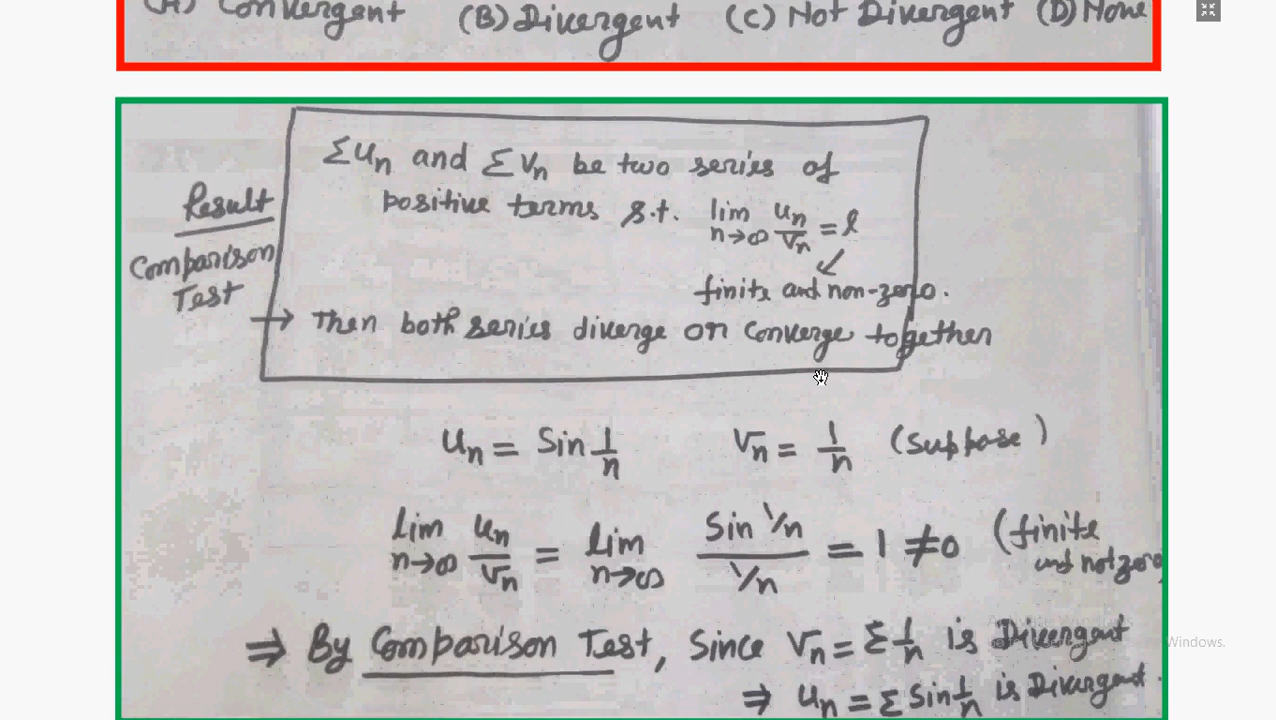 (A) Convergent (B) Divergent (C) Not Divergent (D) None
Result
Comparison
Test
Σun and Σvn be two series of
positive terms s.t. lim n→∞ un/vn = l
finite and non-zero.
→ Then both series diverge or converge together
un = Sin 1/n vn = 1/n (Suppose)
lim n→∞ un/vn = lim n→∞ Sin 1/n / 1/n = 1 ≠ 0 (finite
and not zero
⇒ By Comparison Test, Since vn = Σ 1/n is Divergent
Windows.
⇒ un = Σ Sin 1/n is Divergent.